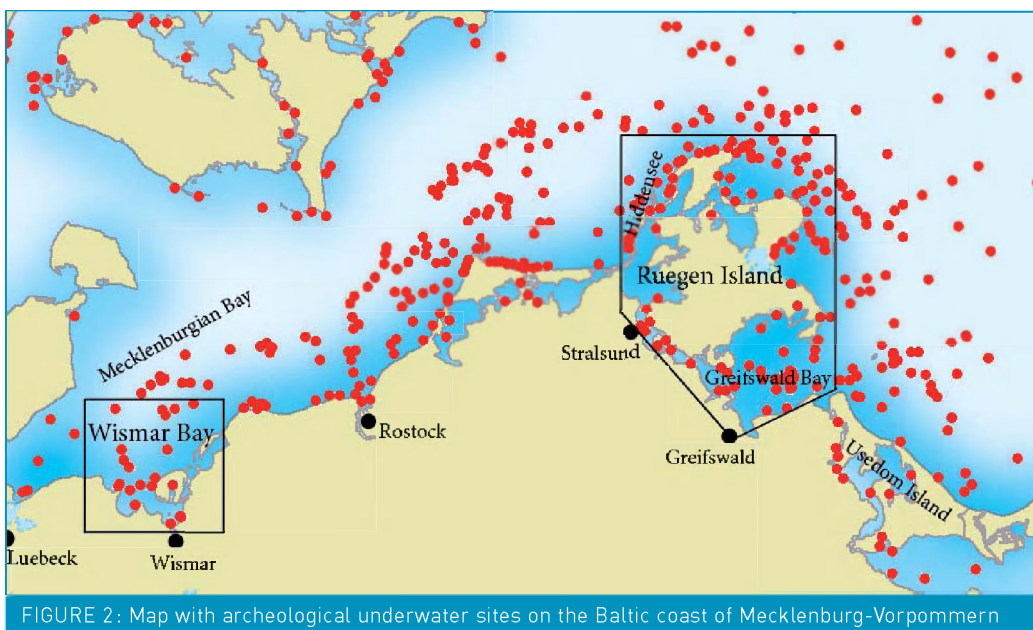 Hiddensee
Ruegen Island
Mecklenburgian Bay
Stralsund
Greifswald Bay
Wismar Bay
Rostock
Greifswald
Usedom Island
Luebeck
Wismar
FIGURE 2: Map with archeological underwater sites on the Baltic coast of Mecklenburg-Vorpommern